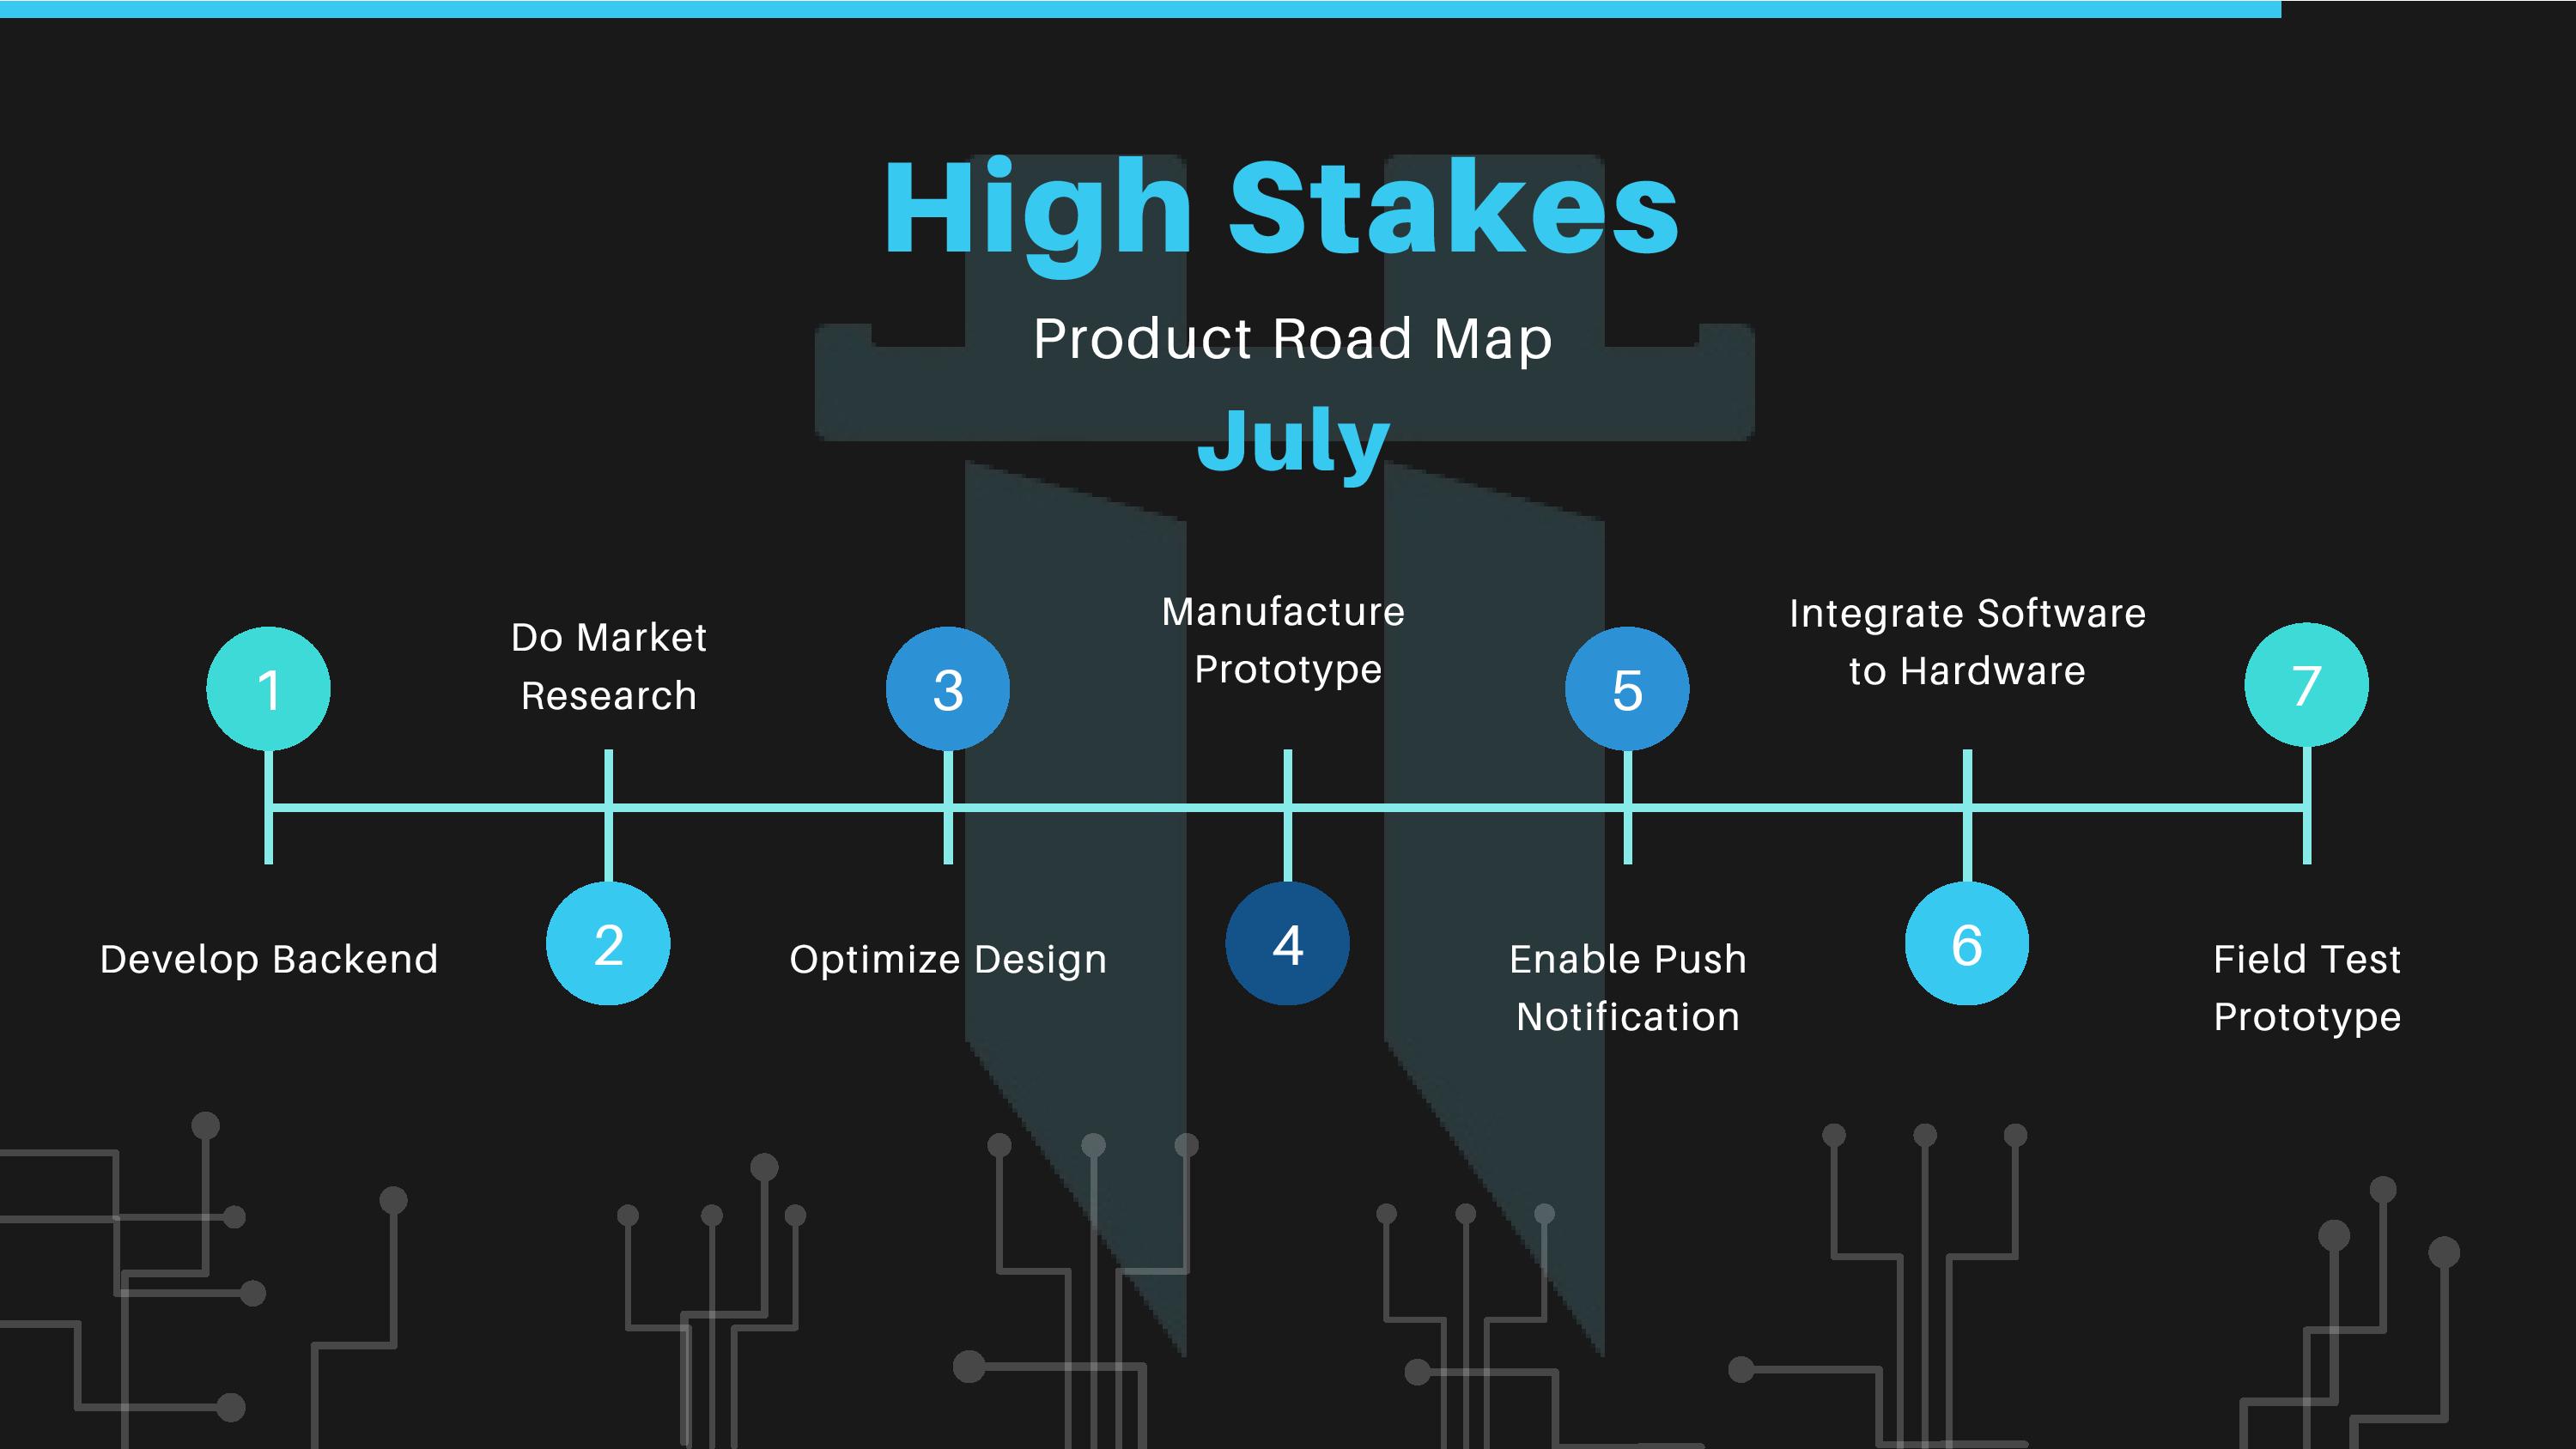 High Stakes
Product Road Map
July
1
Develop Backend
Do Market
Research
2
3
Optimize Design
Manufacture
Prototype
4
5
Enable Push
Notification
Integrate Software
to Hardware
6
7
Field Test
Prototype